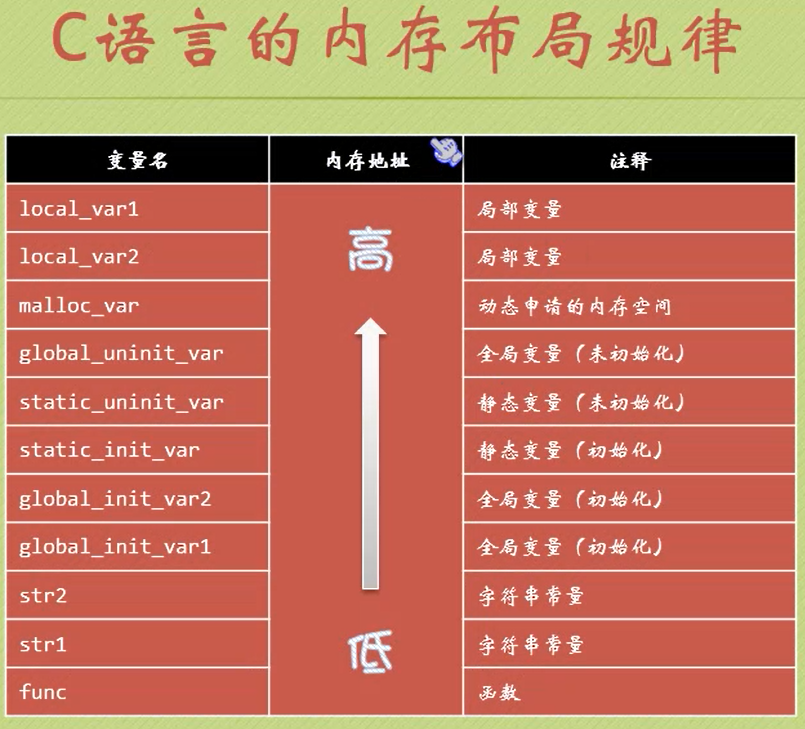 C语言的内存布局规律
变量名 内存地址 注释
local_var1 局部变量
高
local_var2 局部变量
malloc_var 动态申请的内存空间
global_uninit_var 全局变量（未初始化）
static_uninit_var 静态变量（未初始化）
static_init_var 静态变量（初始化）
global_init_var2 全局变量（初始化）
global_init_var1 全局变量（初始化）
str2 字符串常量
str1 字符串常量
低
func 函数